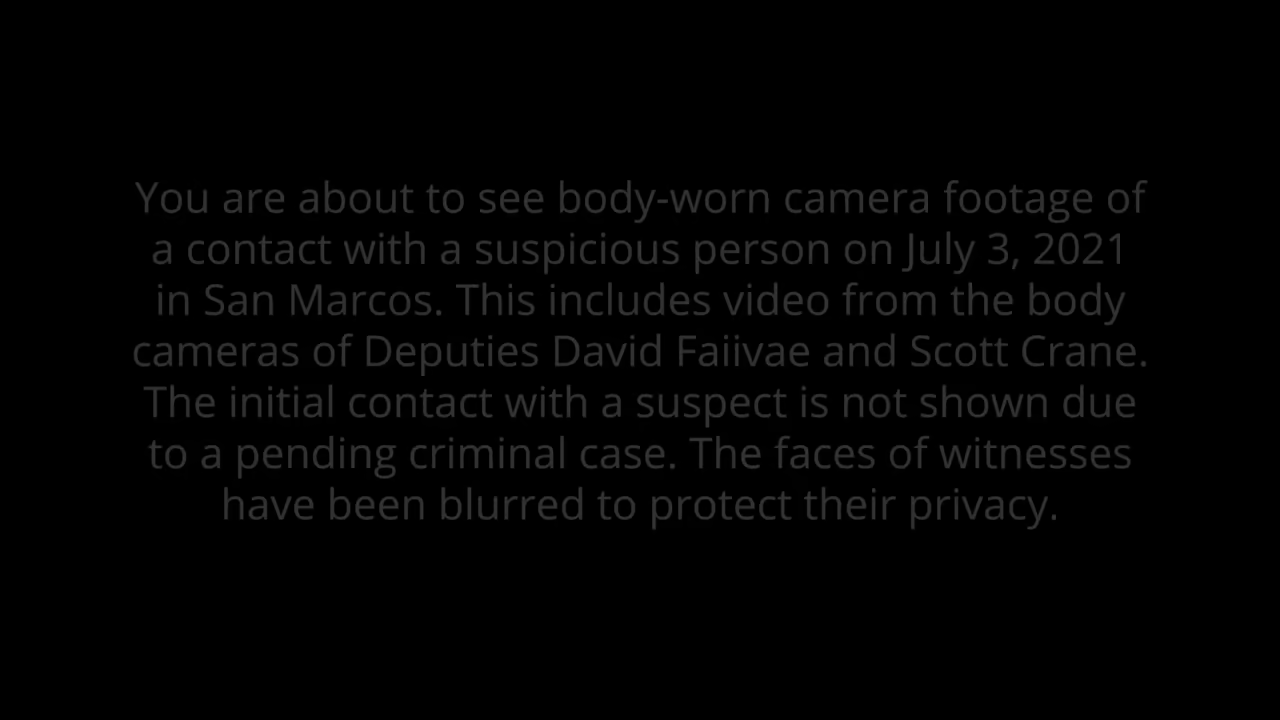 You are about to see body-worn camera footage of
a contact with a suspicious person on July 3, 2021
in San Marcos. This includes video from the body
cameras of Deputies David Faiivae and Scott Crane.
The initial contact with a suspect is not shown due
to a pending criminal case. The faces of witnesses
have been blurred to protect their privacy.